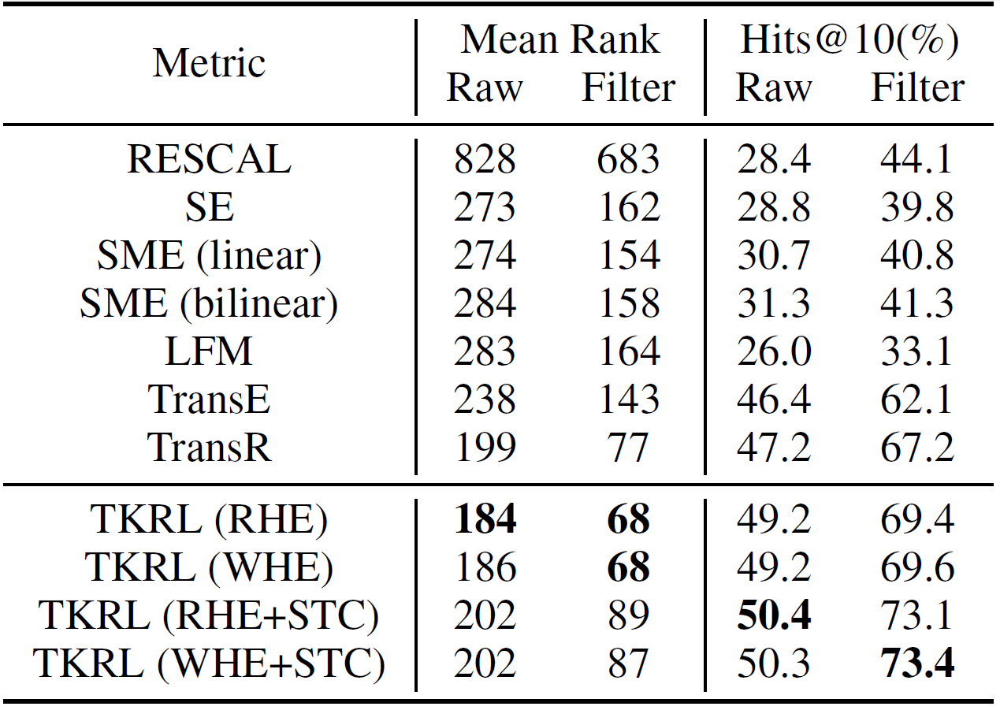 Metric Mean Rank Hits@10(%)
Raw Filter Raw Filter
RESCAL 828 683 28.4 44.1
SE 273 162 28.8 39.8
SME (linear) 274 154 30.7 40.8
SME (bilinear) 284 158 31.3 41.3
LFM 283 164 26.0 33.1
TransE 238 143 46.4 62.1
TransR 199 77 47.2 67.2
TKRL (RHE) 184 68 49.2 69.4
TKRL (WHE) 186 68 49.2 69.6
TKRL (RHE+STC) 202 89 50.4 73.1
TKRL (WHE+STC) 202 87 50.3 73.4